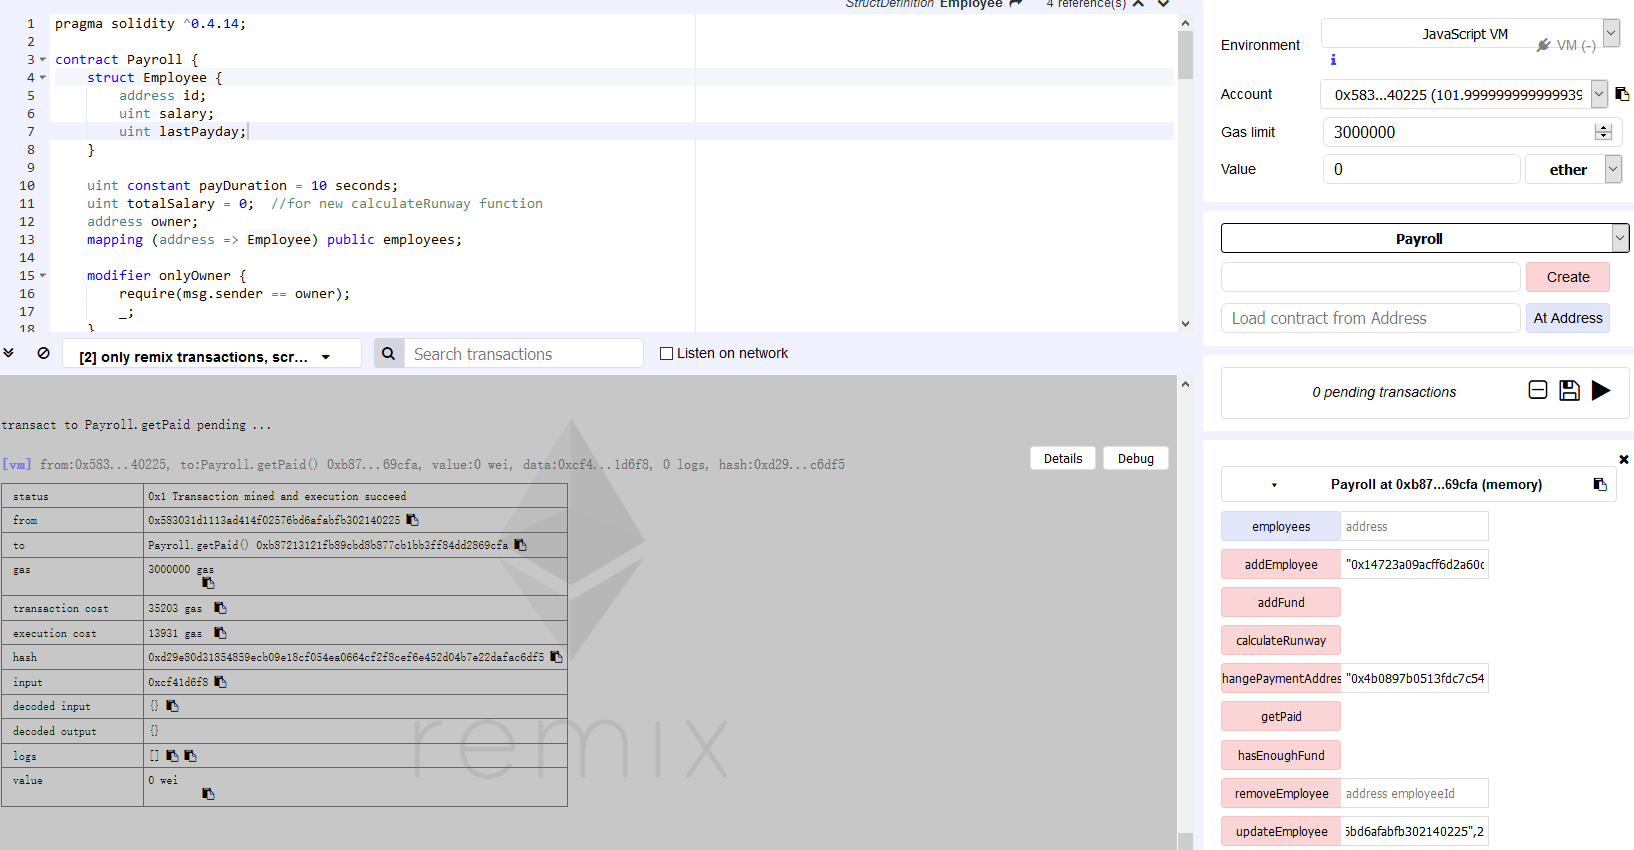 StructDefinition Employee 4 reference(s)
1 pragma solidity ^0.4.14;
2
3 contract Payroll {
4 struct Employee {
5 address id;
6 uint salary;
7 uint lastPayday;
8 }
9
10 uint constant payDuration = 10 seconds;
11 uint totalSalary = 0; //for new calculateRunway function
12 address owner;
13 mapping (address => Employee) public employees;
14
15 modifier onlyOwner {
16 require(msg.sender == owner);
17 _;
18 }
[2] only remix transactions, scr...
Search transactions
Listen on network
transact to Payroll.getPaid pending ...
[vm] from:0x583...40225, to:Payroll.getPaid() 0xb87...69cfa, value:0 wei, data:0xcf4...1d6f8, 0 logs, hash:0xd29...c6df5
Details
Debug
status 0x1 Transaction mined and execution succeed
from 0x583031d1113ad414f02576bd6afabfb302140225
to Payroll.getPaid() 0xb87213121fb89cbd8b877cb1bb3ff84dd2869cfa
gas 3000000 gas
transaction cost 35203 gas
execution cost 13931 gas
hash 0xd29e80d31854859ecb09e18cf054ea0664cf2f8cef6e452d04b7e22dafac6df5
input 0xcf41d6f8
decoded input {}
decoded output {}
logs []
value 0 wei
remix
Environment JavaScript VM
VM (-)
Account 0x583...40225 (101.999999999999939
Gas limit 3000000
Value 0 ether
Payroll
Create
Load contract from Address At Address
0 pending transactions
Payroll at 0xb87...69cfa (memory)
employees address
addEmployee "0x14723a09acff6d2a60c
addFund
calculateRunway
hangePaymentAddres "0x4b0897b0513fdc7c54
getPaid
hasEnoughFund
removeEmployee address employeeId
updateEmployee 5bd6afabfb302140225",2